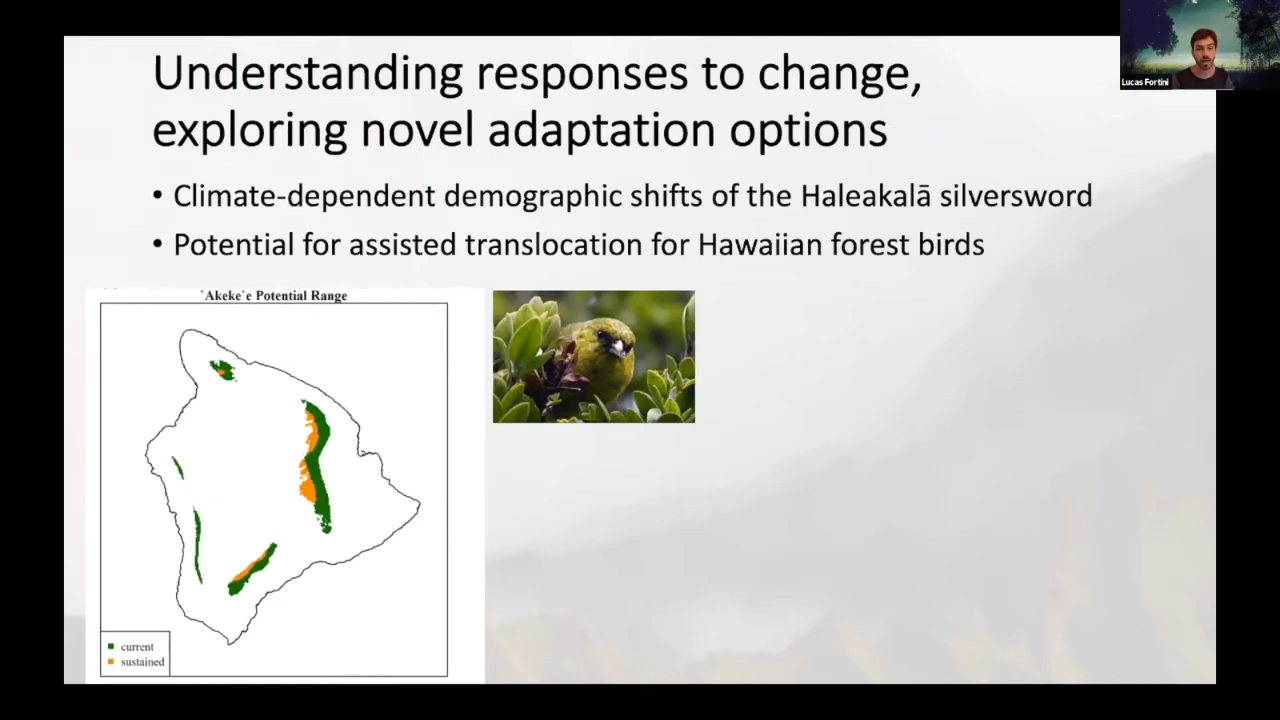 Understanding responses to change,
exploring novel adaptation options
• Climate-dependent demographic shifts of the Haleakalā silversword
• Potential for assisted translocation for Hawaiian forest birds
`Akeke`e Potential Range
current
sustained
Lucas Fortini